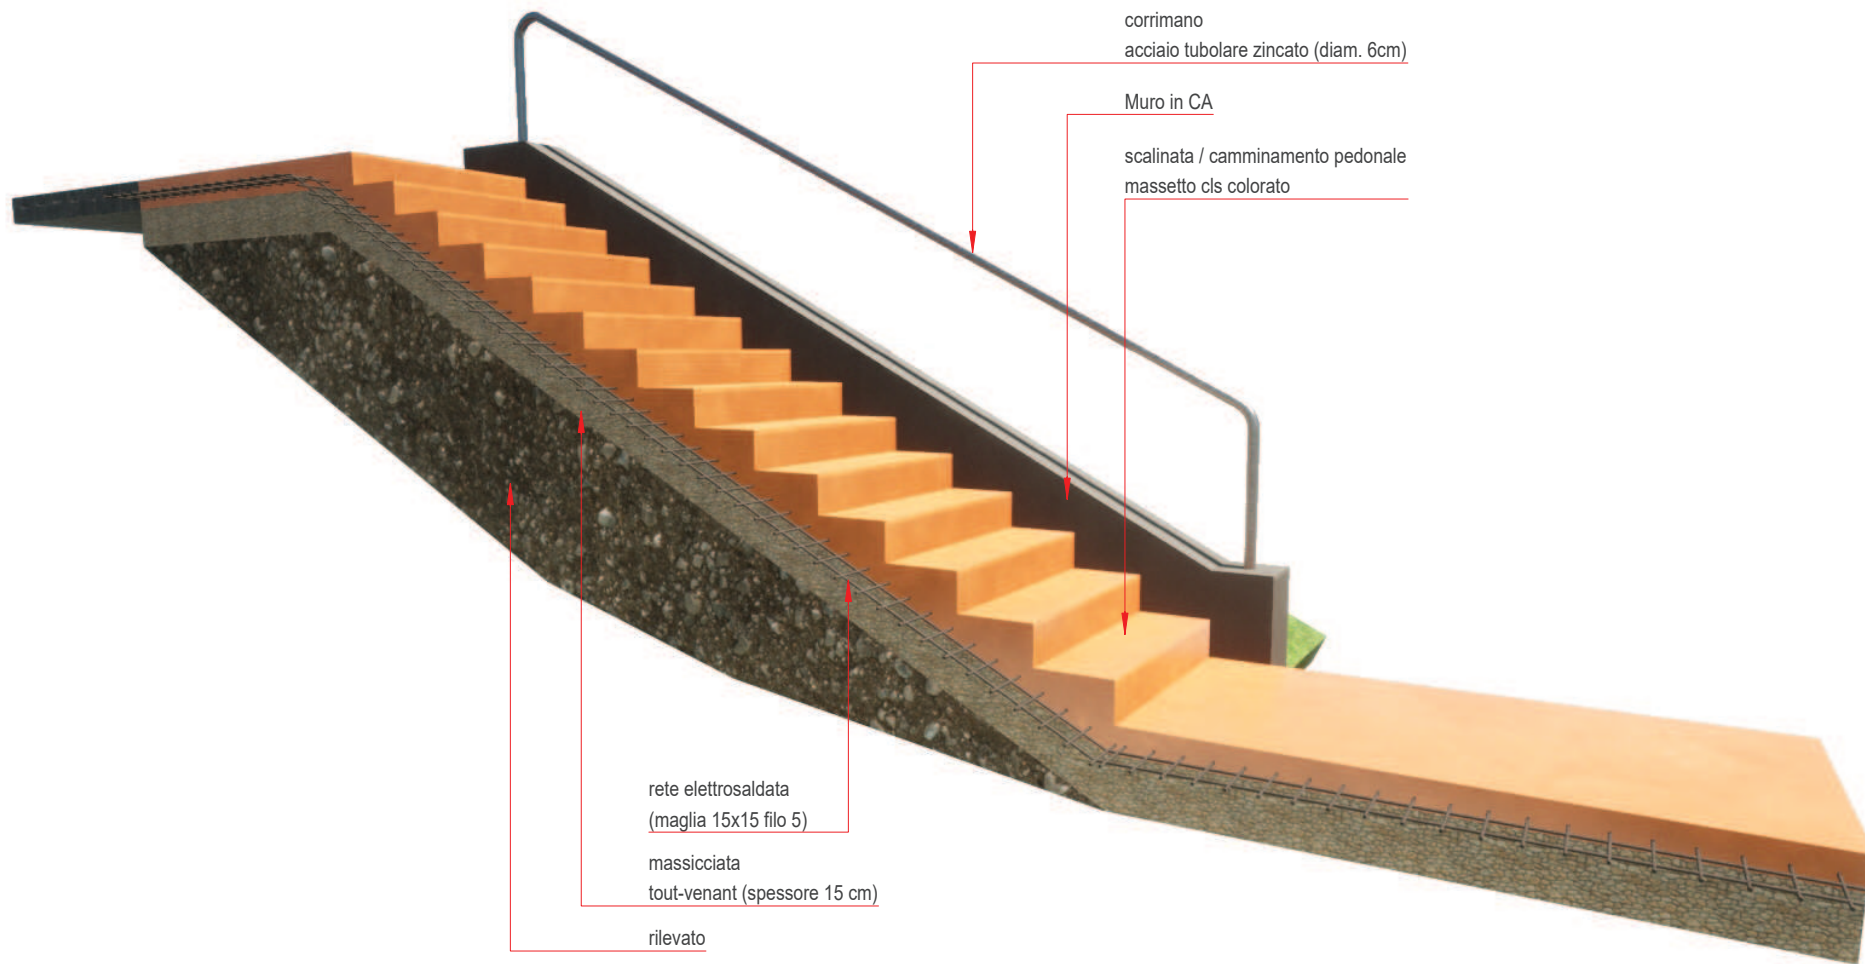 corrimano
acciaio tubolare zincato (diam. 6cm)
Muro in CA
scalinata / camminamento pedonale
massetto cls colorato
rete elettrosaldata
(maglia 15x15 filo 5)
massicciata
tout-venant (spessore 15 cm)
rilevato